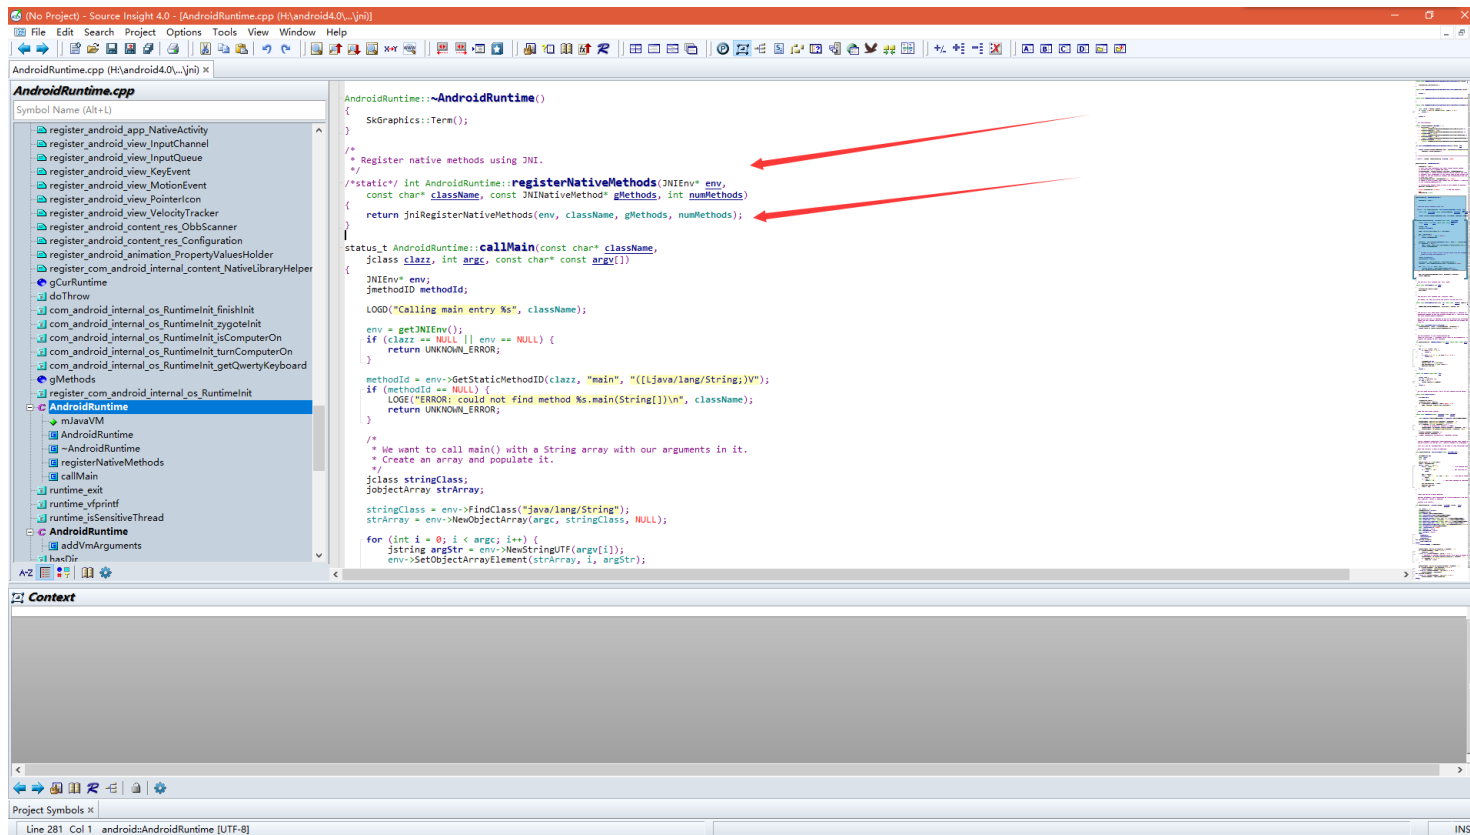 (No Project) - Source Insight 4.0 - [AndroidRuntime.cpp (H:\android4.0\...\jni)]
File Edit Search Project Options Tools View Window Help
AndroidRuntime.cpp (H:\android4.0\...\jni) ×
AndroidRuntime.cpp
Symbol Name (Alt+L)
register_android_app_NativeActivity
register_android_view_InputChannel
register_android_view_InputQueue
register_android_view_KeyEvent
register_android_view_MotionEvent
register_android_view_PointerIcon
register_android_view_VelocityTracker
register_android_content_res_ObbScanner
register_android_content_res_Configuration
register_android_animation_PropertyValuesHolder
register_com_android_internal_content_NativeLibraryHelper
gCurRuntime
doThrow
com_android_internal_os_RuntimeInit_finishInit
com_android_internal_os_RuntimeInit_zygoteInit
com_android_internal_os_RuntimeInit_isComputerOn
com_android_internal_os_RuntimeInit_turnComputerOn
com_android_internal_os_RuntimeInit_getQwertyKeyboard
gMethods
register_com_android_internal_os_RuntimeInit
AndroidRuntime
mJavaVM
AndroidRuntime
~AndroidRuntime
registerNativeMethods
callMain
runtime_exit
runtime_vfprintf
runtime_isSensitiveThread
AndroidRuntime
addVmArguments
hasDir
A-Z
AndroidRuntime::~AndroidRuntime()
{
SkGraphics::Term();
}
/*
* Register native methods using JNI.
*/
/*static*/ int AndroidRuntime::registerNativeMethods(JNIEnv* env,
const char* className, const JNINativeMethod* gMethods, int numMethods)
{
return jniRegisterNativeMethods(env, className, gMethods, numMethods);
}
status_t AndroidRuntime::callMain(const char* className,
jclass clazz, int argc, const char* const argv[])
{
JNIEnv* env;
jmethodID methodId;
LOGD("Calling main entry %s", className);
env = getJNIEnv();
if (clazz == NULL || env == NULL) {
return UNKNOWN_ERROR;
}
methodId = env->GetStaticMethodID(clazz, "main", "([Ljava/lang/String;)V");
if (methodId == NULL) {
LOGE("ERROR: could not find method %s.main(String[])\n", className);
return UNKNOWN_ERROR;
}
/*
* We want to call main() with a String array with our arguments in it.
* Create an array and populate it.
*/
jclass stringClass;
jobjectArray strArray;
stringClass = env->FindClass("java/lang/String");
strArray = env->NewObjectArray(argc, stringClass, NULL);
for (int i = 0; i < argc; i++) {
jstring argStr = env->NewStringUTF(argv[i]);
env->SetObjectArrayElement(strArray, i, argStr);
Context
Project Symbols ×
Line 281 Col 1 android::AndroidRuntime [UTF-8]
INS